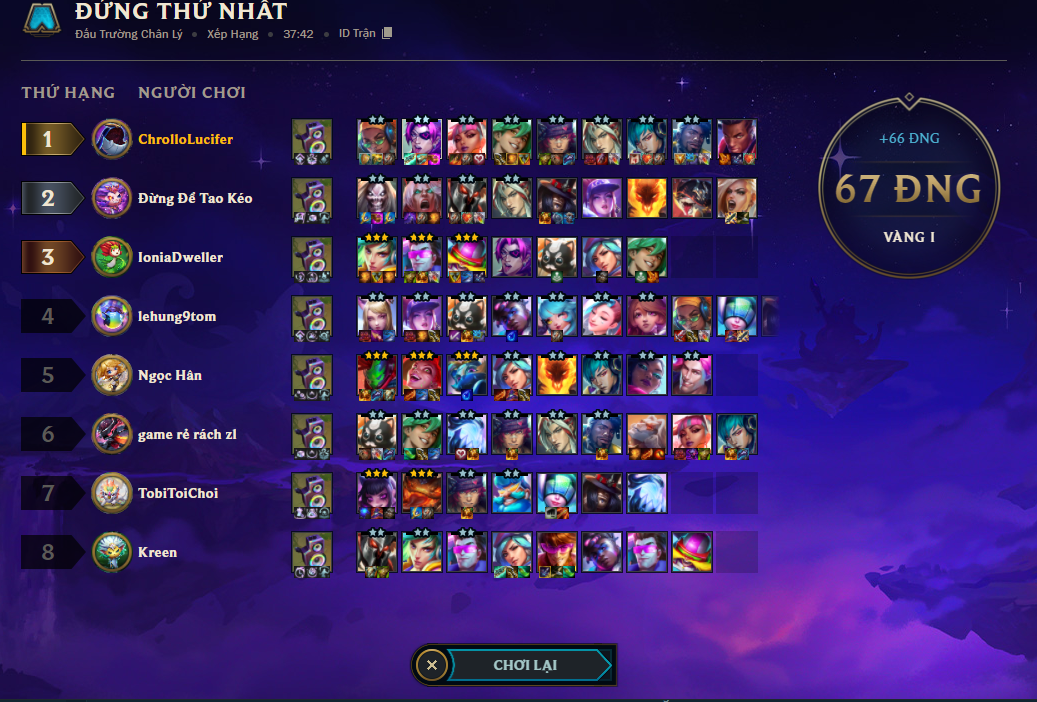 ĐỨNG THỨ NHẤT
Đấu Trường Chân Lý • Xếp Hạng • 37:42 • ID Trận
THỨ HẠNG NGƯỜI CHƠI
1 ChrolloLucifer
2 Đừng Để Tao Kéo
3 IoniaDweller
4 lehung9tom
5 Ngọc Hân
6 game rẻ rách zl
7 TobiToiChoi
8 Kreen
+66 ĐNG
67 ĐNG
VÀNG I
CHƠI LẠI